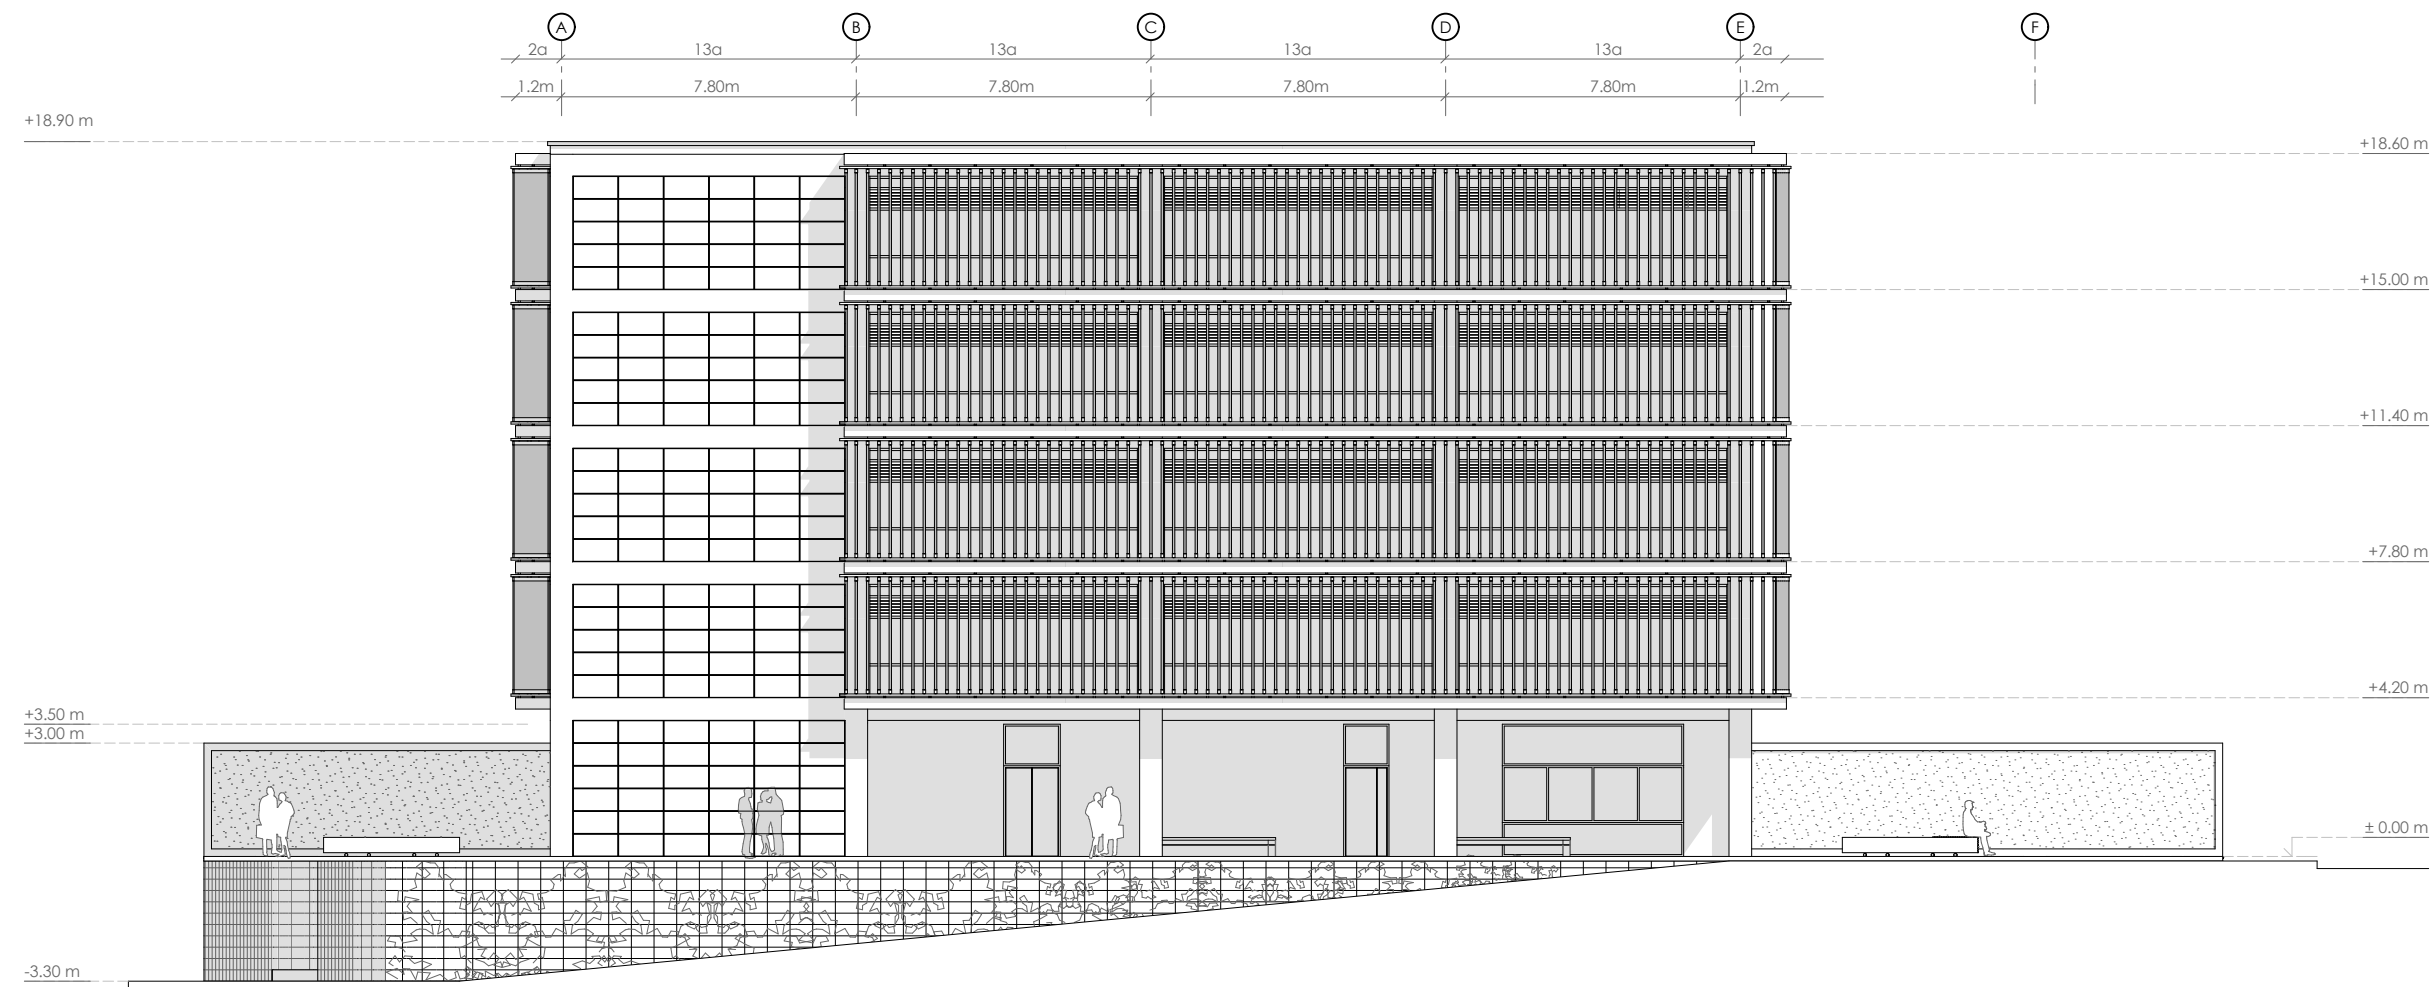 A B C D E F
2a 13a 13a 13a 13a 2a
1.2m 7.80m 7.80m 7.80m 7.80m 1.2m
+18.90 m
+18.60 m
+15.00 m
+11.40 m
+7.80 m
+4.20 m
+3.50 m
+3.00 m
± 0.00 m
-3.30 m